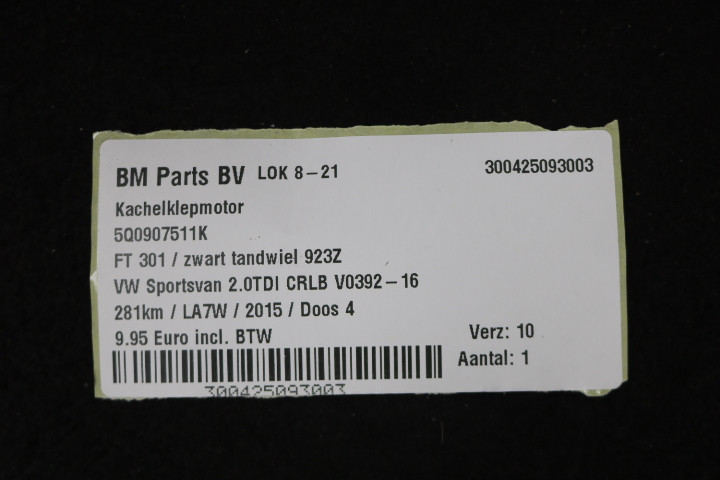 BM Parts BV LOK 8-21 300425093003
Kachelklepmotor
5Q0907511K
FT 301 / zwart tandwiel 923Z
VW Sportsvan 2.0TDI CRLB V0392-16
281km / LA7W / 2015 / Doos 4
9.95 Euro incl. BTW Verz: 10
Aantal: 1
300425093003